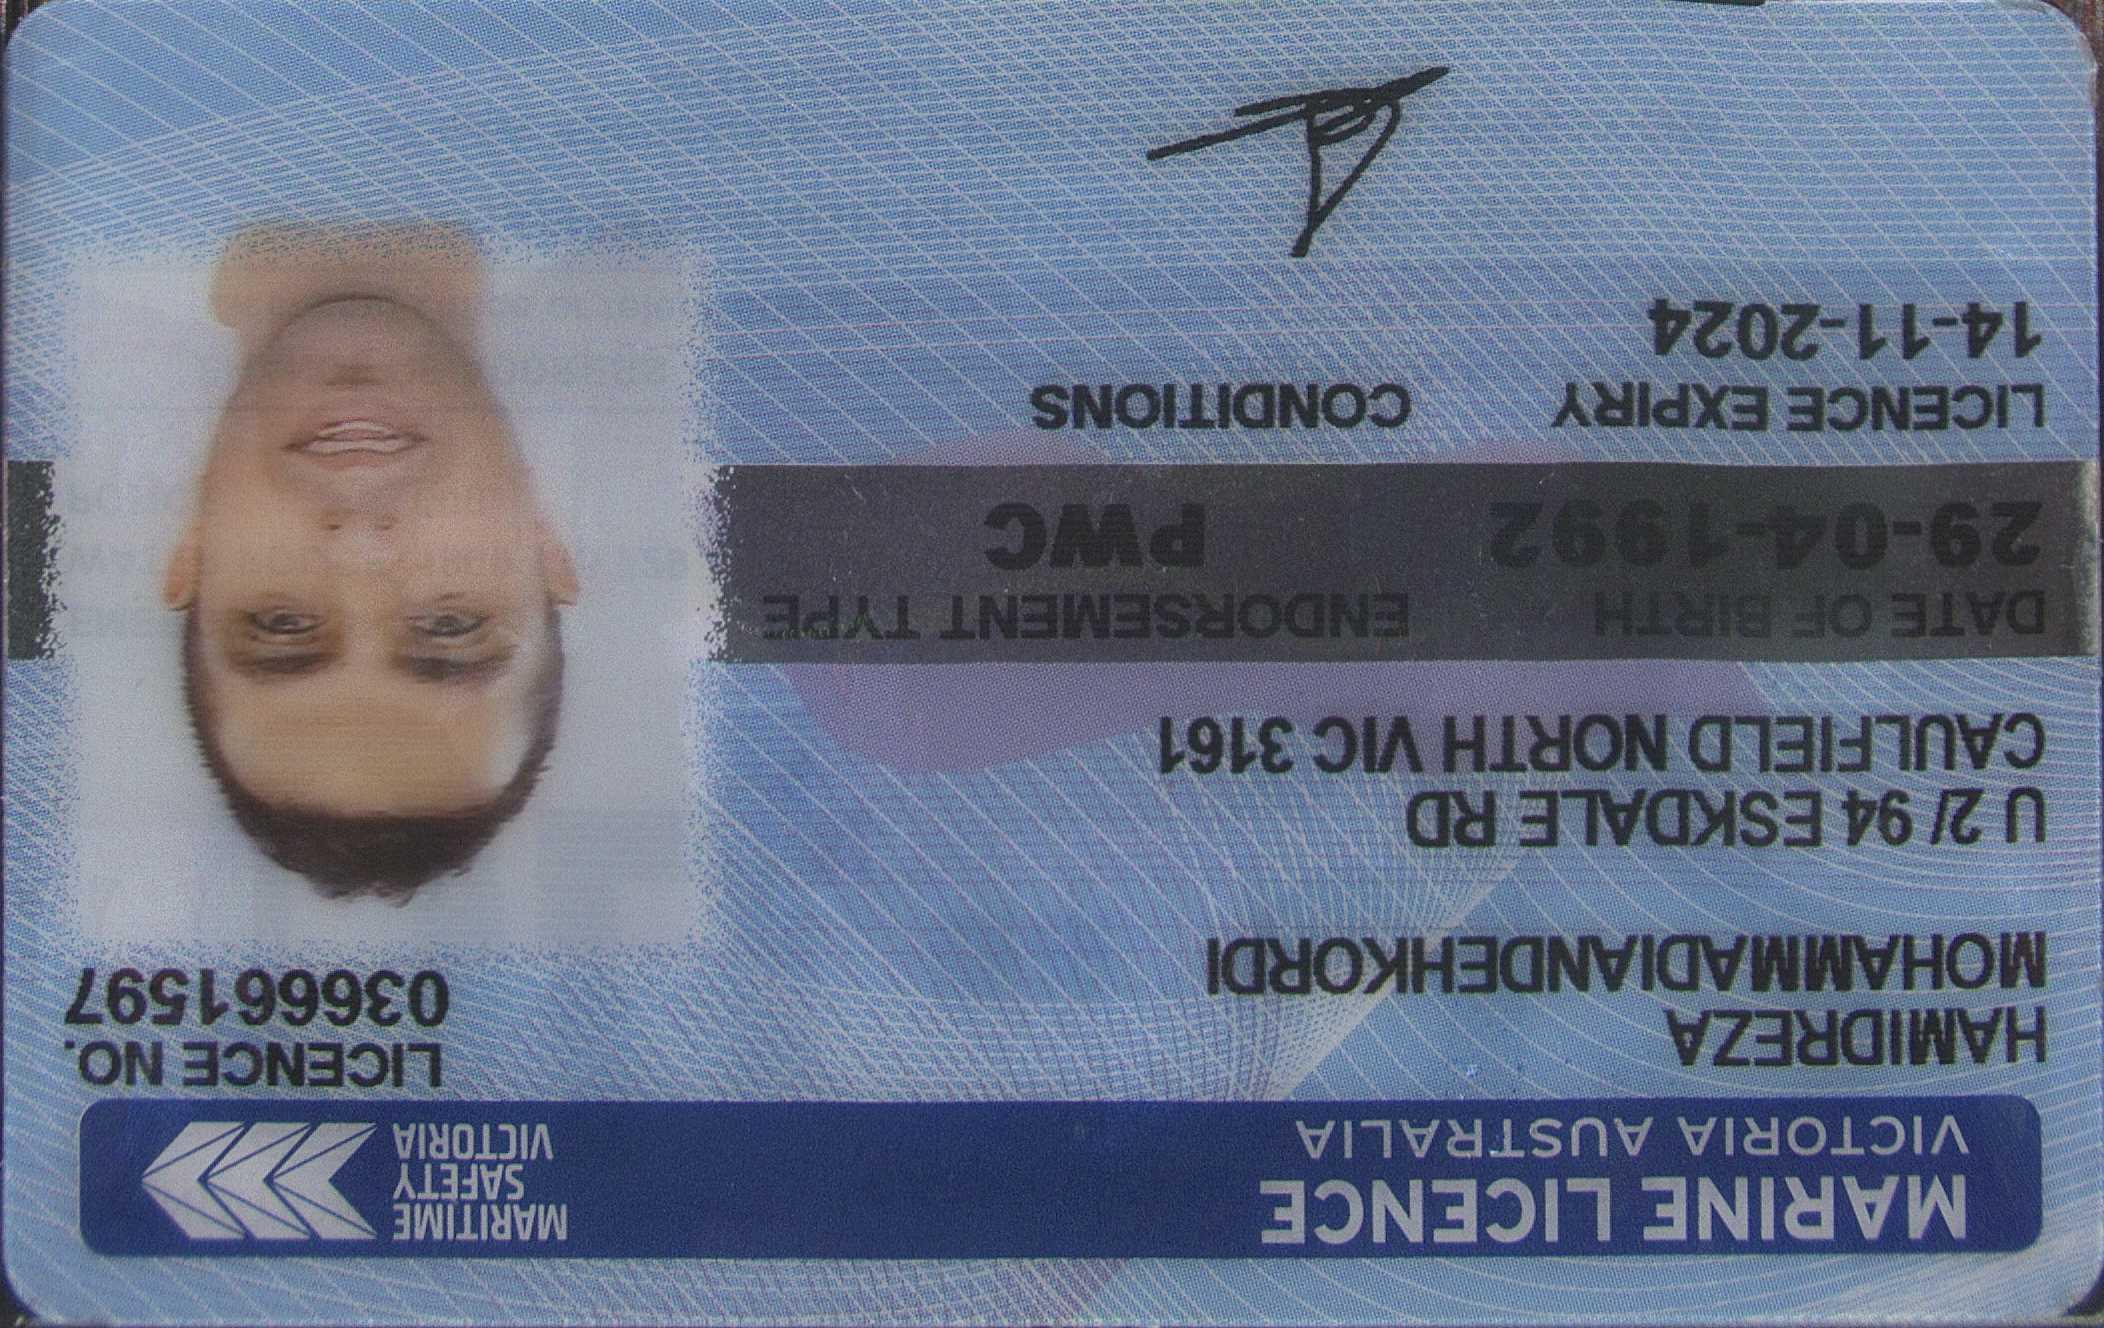 MARINE LICENCE
VICTORIA AUSTRALIA
MARITIME
SAFETY
VICTORIA
HAMIDREZA
MOHAMMADIANDEHKORDI
LICENCE NO.
036661597
U 2/ 94 ESKDALE RD
CAULFIELD NORTH VIC 3161
DATE OF BIRTH ENDORSEMENT TYPE
29-04-1992 PWC
LICENCE EXPIRY CONDITIONS
14-11-2024